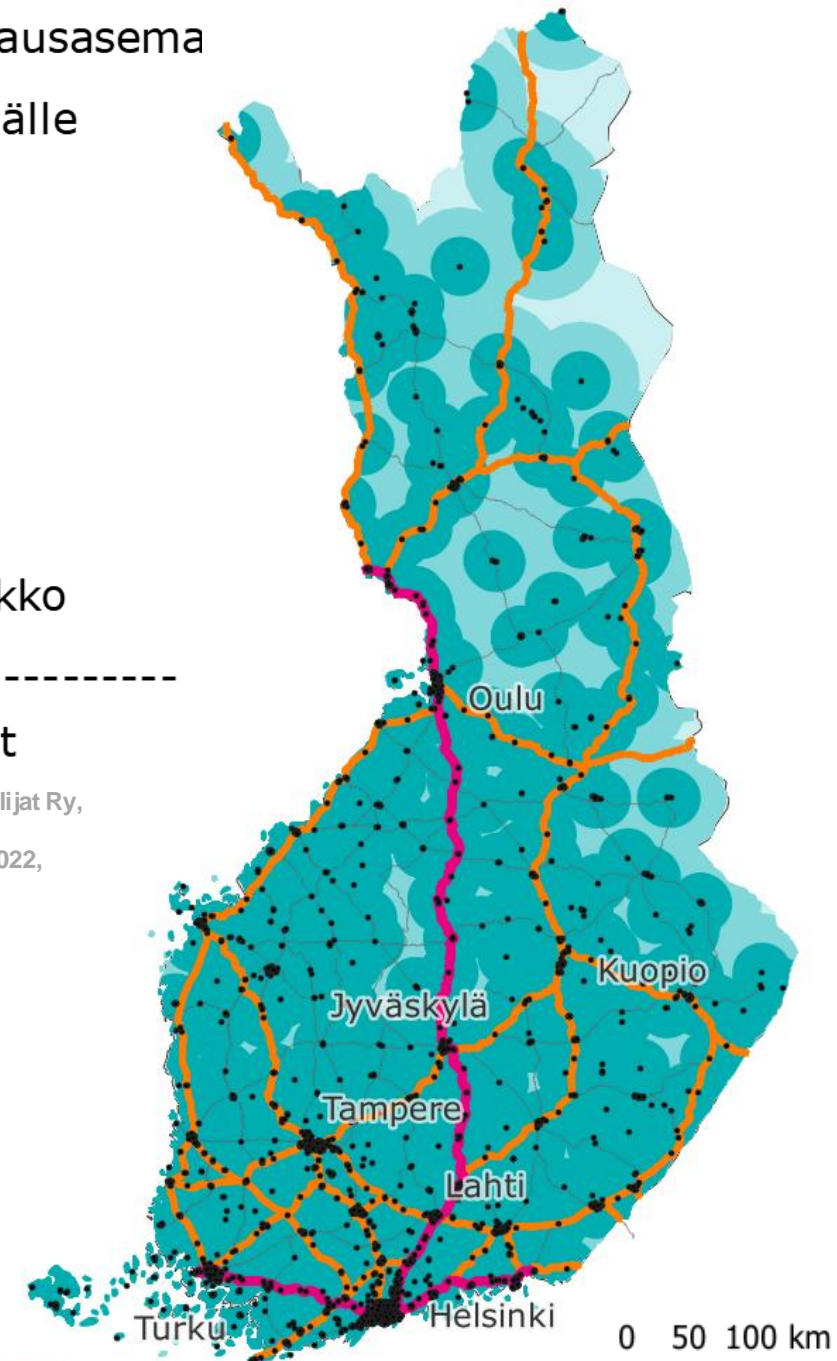 ausasema
älle
kko
---------
t
lijat Ry,
022,
Oulu
Kuopio
Jyväskylä
Tampere
Lahti
Helsinki
Turku
0 50 100 km